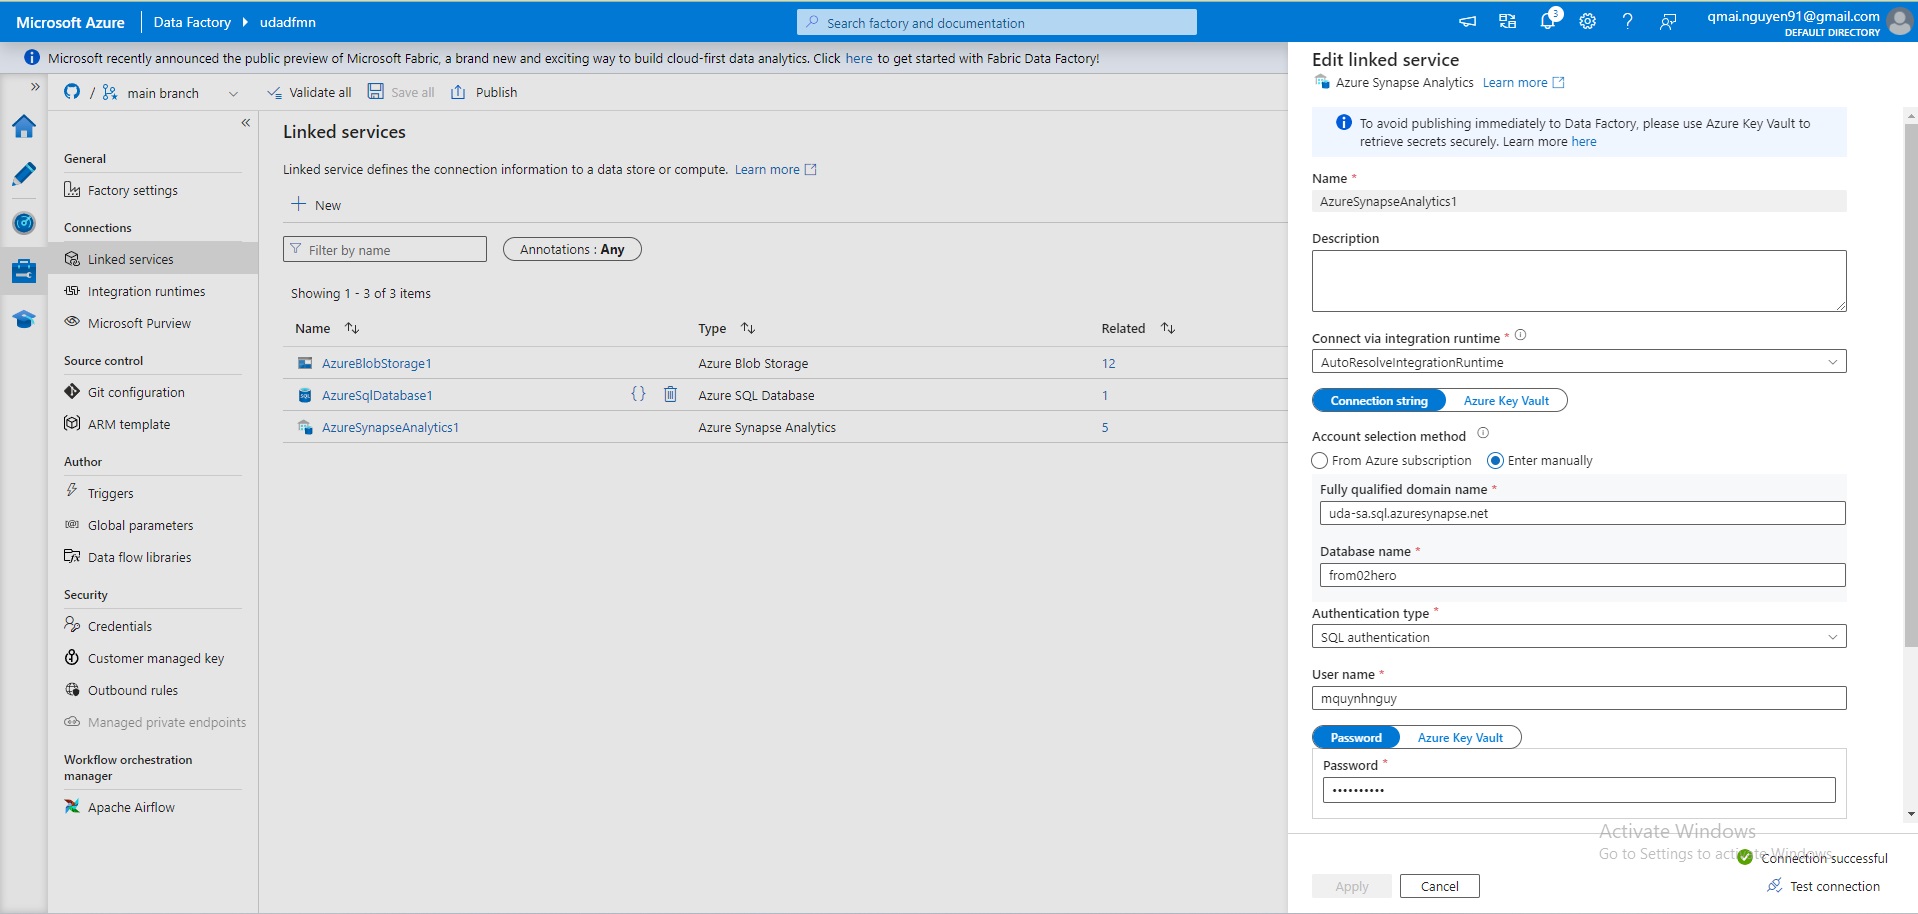 Microsoft Azure
Data Factory
udadfmn
Search factory and documentation
3
qmai.nguyen91@gmail.com
DEFAULT DIRECTORY
Microsoft recently announced the public preview of Microsoft Fabric, a brand new and exciting way to build cloud-first data analytics. Click here to get started with Fabric Data Factory!
/ main branch
Validate all
Save all
Publish
General
Factory settings
Connections
Linked services
Integration runtimes
Microsoft Purview
Source control
Git configuration
ARM template
Author
Triggers
Global parameters
Data flow libraries
Security
Credentials
Customer managed key
Outbound rules
Managed private endpoints
Workflow orchestration
manager
Apache Airflow
Linked services
Linked service defines the connection information to a data store or compute. Learn more
New
Filter by name
Annotations : Any
Showing 1 - 3 of 3 items
Name Type Related
AzureBlobStorage1 Azure Blob Storage 12
AzureSqlDatabase1 {} Azure SQL Database 1
AzureSynapseAnalytics1 Azure Synapse Analytics 5
Edit linked service
Azure Synapse Analytics Learn more
To avoid publishing immediately to Data Factory, please use Azure Key Vault to
retrieve secrets securely. Learn more here
Name *
AzureSynapseAnalytics1
Description
Connect via integration runtime *
AutoResolveIntegrationRuntime
Connection string Azure Key Vault
Account selection method
From Azure subscription Enter manually
Fully qualified domain name *
uda-sa.sql.azuresynapse.net
Database name *
from02hero
Authentication type *
SQL authentication
User name *
mquynhnguy
Password Azure Key Vault
Password *
••••••••••
Activate Windows
Go to Settings to activate Windows.
Connection successful
Apply Cancel
Test connection